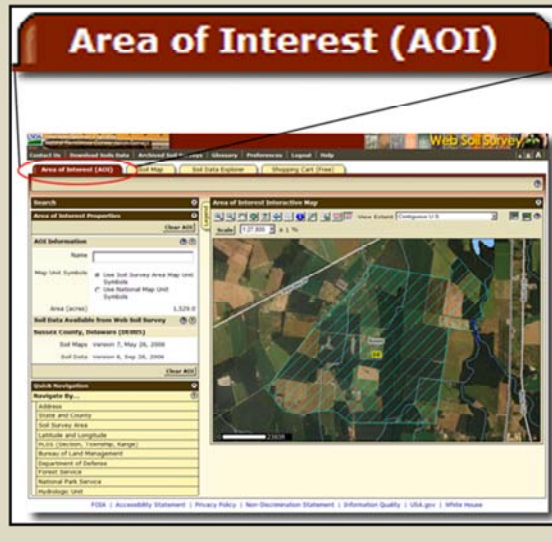 Area of Interest (AOI)
USDA
Web Soil Survey
Contact Us | Download Soils Data | Archived Soil Surveys | Glossary | Preferences | Logout | Help
Area of Interest (AOI)
Soil Map
Soil Data Explorer
Shopping Cart (Free)
Search
Area of Interest Properties
Clear AOI
AOI Information
Name
Map Unit Symbols
Use Soil Survey Area Map Unit
Symbols
Use National Map Unit
Symbols
Area (acres)
1,529.0
Soil Data Available from Web Soil Survey
Sussex County, Delaware (DE005)
Soil Maps Version 7, May 26, 2006
Soil Data Version 6, Sep 26, 2006
Clear AOI
Quick Navigation
Navigate By...
Address
State and County
Soil Survey Area
Latitude and Longitude
PLSS (Section, Township, Range)
Bureau of Land Management
Department of Defense
Forest Service
National Park Service
Hydrologic Unit
Legend
Area of Interest Interactive Map
View Extent Contiguous U.S.
Scale ± 1 %
FOIA | Accessibility Statement | Privacy Policy | Non-Discrimination Statement | Information Quality | USA.gov | White House